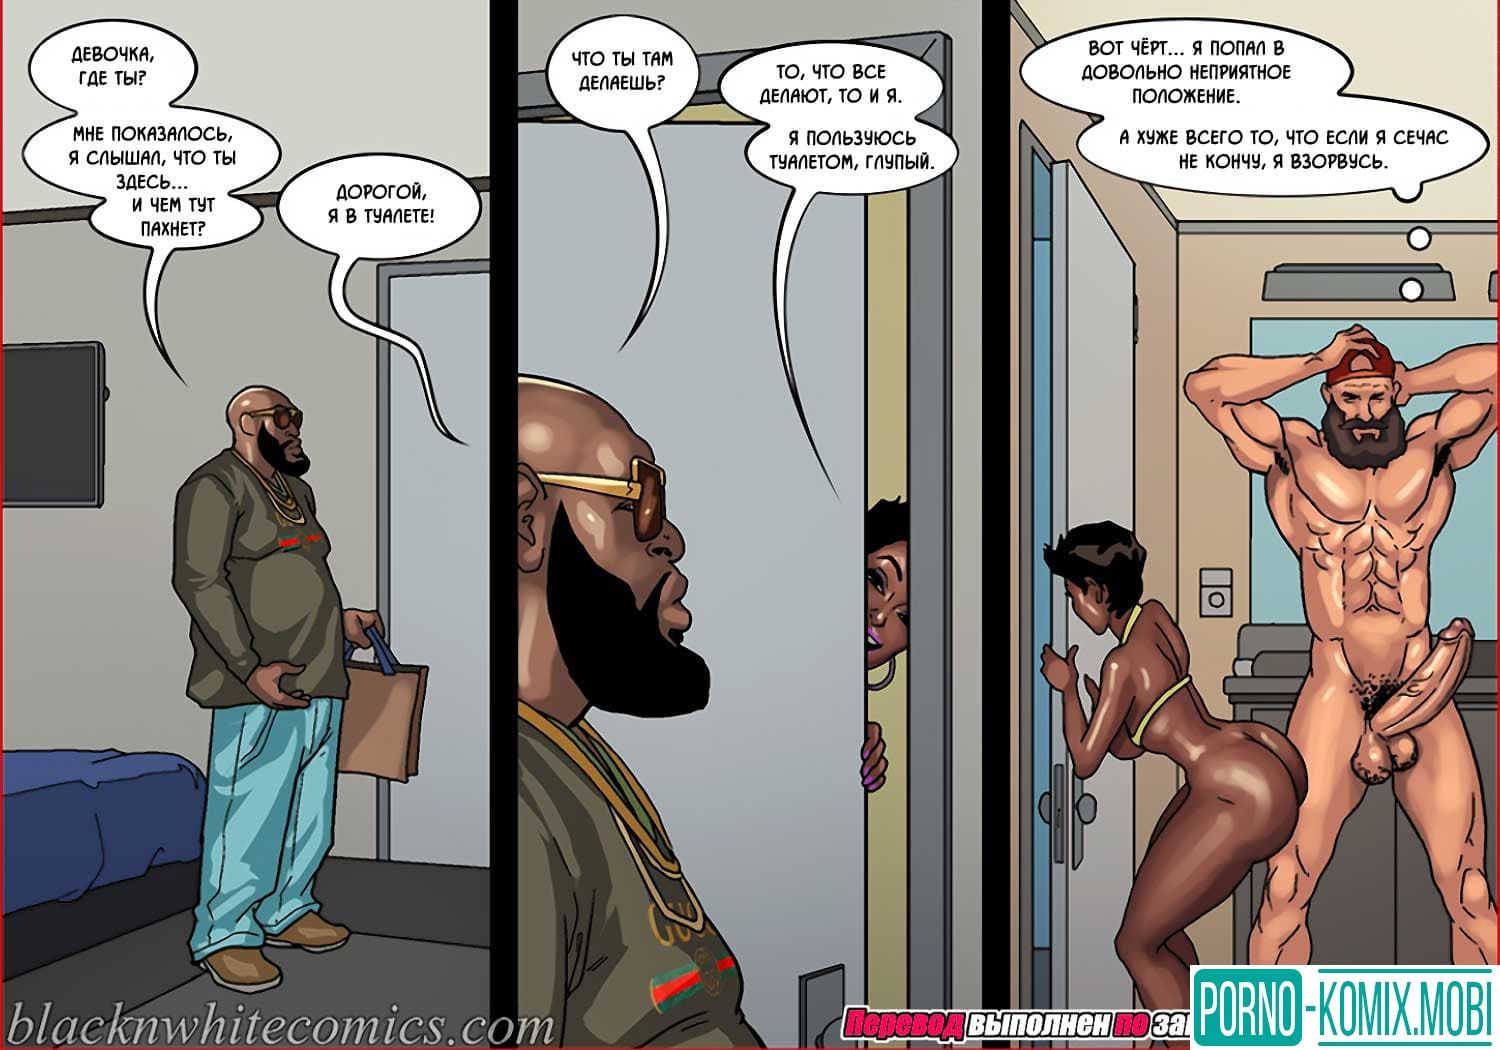 ДЕВОЧКА,
ГДЕ ТЫ?
МНЕ ПОКАЗАЛОСЬ,
Я СЛЫШАЛ, ЧТО ТЫ
ЗДЕСЬ...
И ЧЕМ ТУТ
ПАХНЕТ?
ДОРОГОЙ,
Я В ТУАЛЕТЕ!
ЧТО ТЫ ТАМ
ДЕЛАЕШЬ?
ТО, ЧТО ВСЕ
ДЕЛАЮТ, ТО И Я.
Я ПОЛЬЗУЮСЬ
ТУАЛЕТОМ, ГЛУПЫЙ.
ВОТ ЧЁРТ... Я ПОПАЛ В
ДОВОЛЬНО НЕПРИЯТНОЕ
ПОЛОЖЕНИЕ.
А ХУЖЕ ВСЕГО ТО, ЧТО ЕСЛИ Я СЕЧАС
НЕ КОНЧУ, Я ВЗОРВУСЬ.
blacknwhitecomics.com
Перевод выполнен по за
PORNO-KOMIX.MOBI